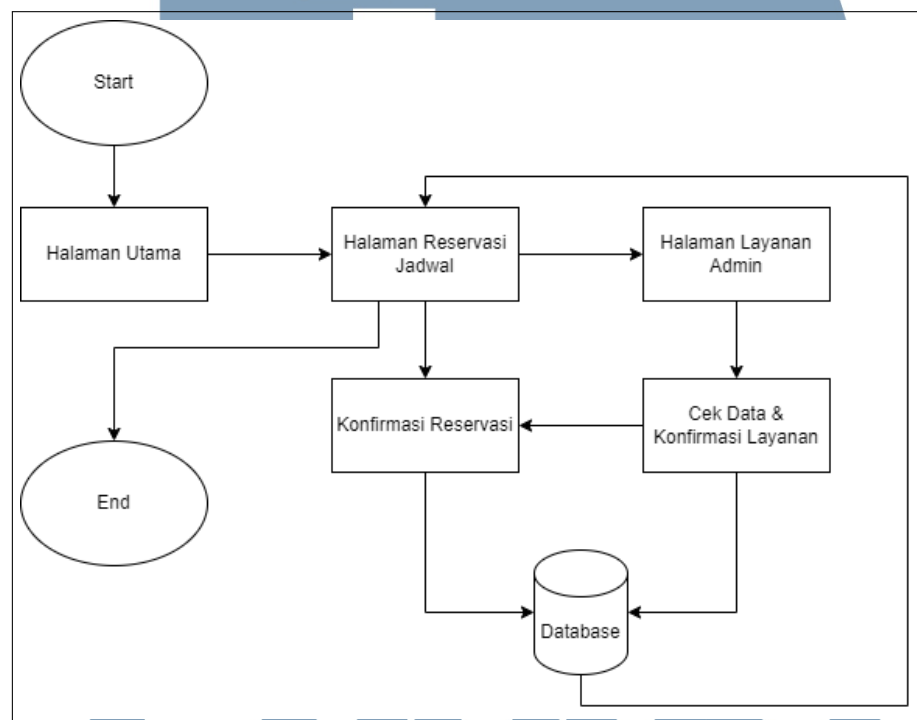 Start
Halaman Utama
Halaman Reservasi
Jadwal
Halaman Layanan
Admin
Konfirmasi Reservasi
Cek Data &
Konfirmasi Layanan
End
Database